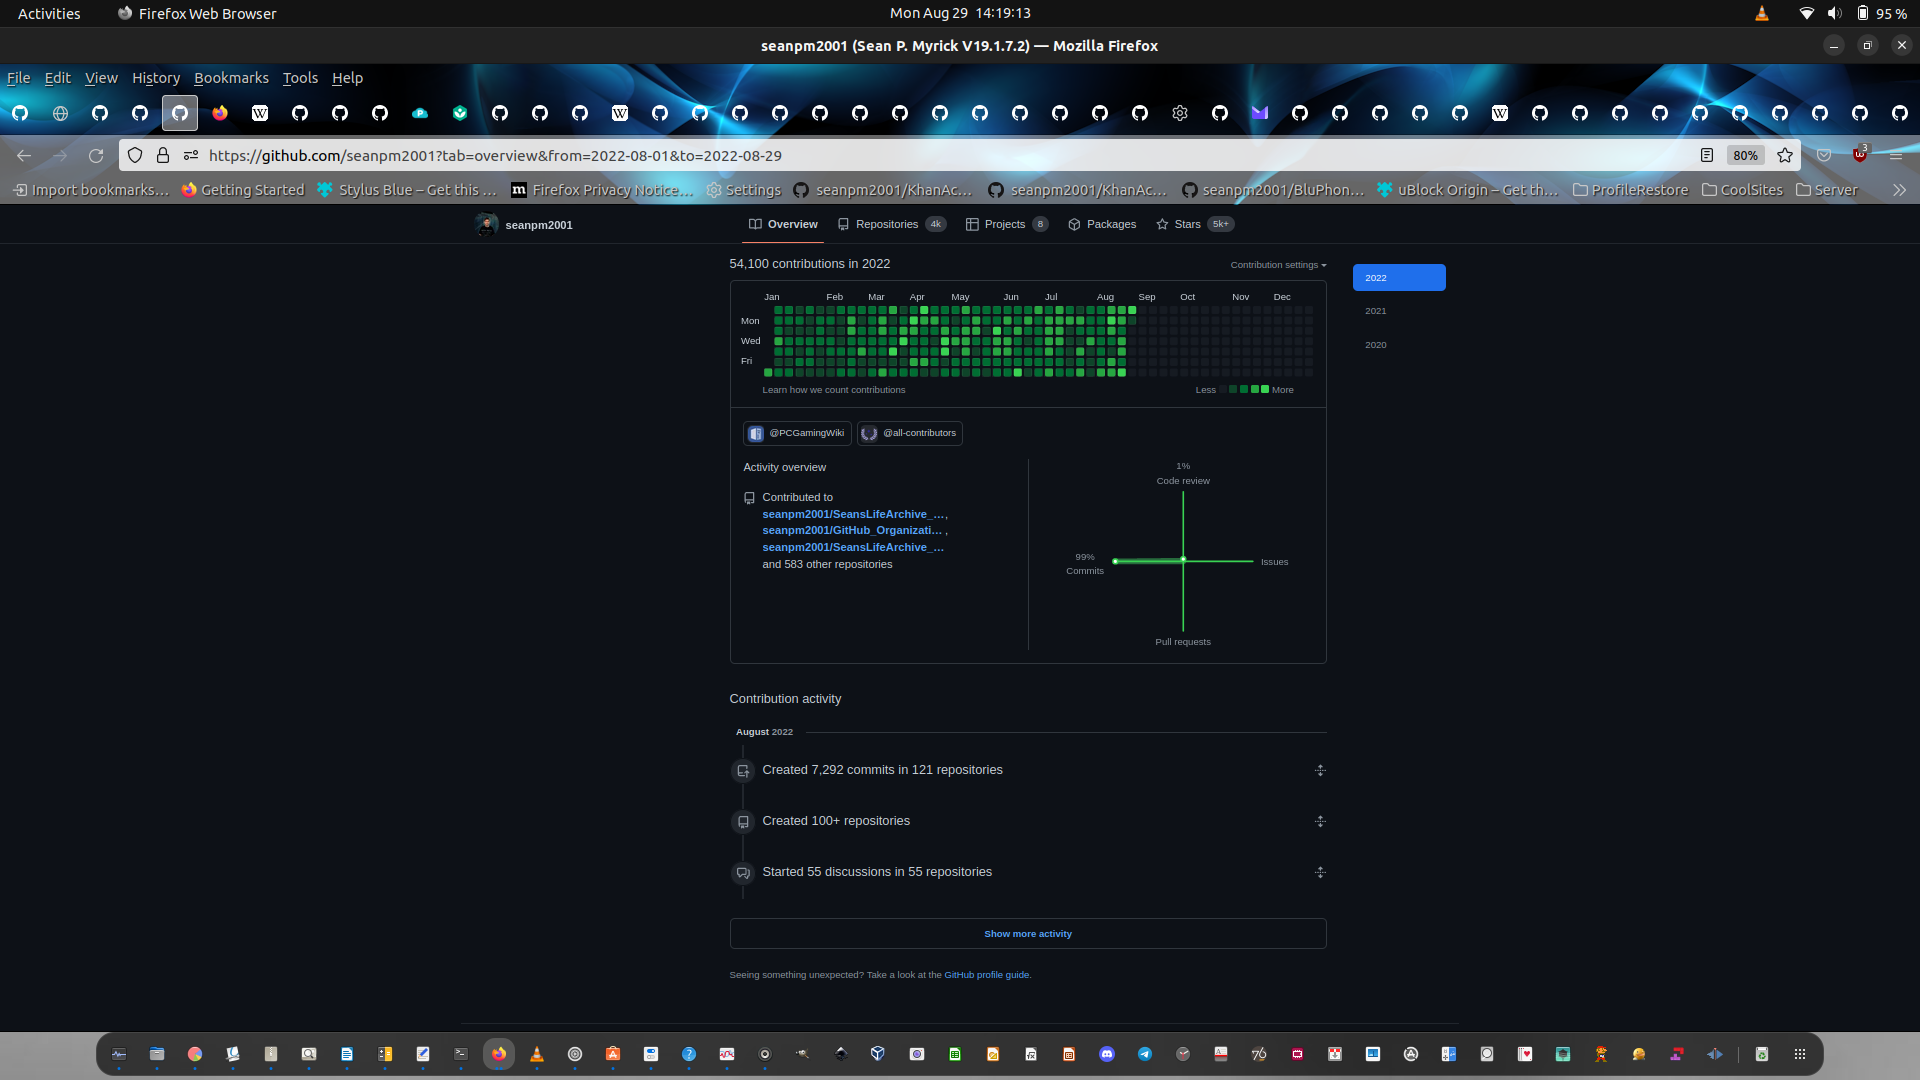 Activities Firefox Web Browser Mon Aug 29 14:19:13 95 %
seanpm2001 (Sean P. Myrick V19.1.7.2) — Mozilla Firefox
File Edit View History Bookmarks Tools Help
https://github.com/seanpm2001?tab=overview&from=2022-08-01&to=2022-08-29 80% 3
Import bookmarks… Getting Started Stylus Blue – Get this … Firefox Privacy Notice… Settings seanpm2001/KhanAc… seanpm2001/KhanAc… seanpm2001/BluPhon… uBlock Origin – Get th… ProfileRestore CoolSites Server
seanpm2001 Overview Repositories 4k Projects 8 Packages Stars 5k+
54,100 contributions in 2022 Contribution settings
2022
2021
2020
Jan Feb Mar Apr May Jun Jul Aug Sep Oct Nov Dec
Mon
Wed
Fri
Learn how we count contributions Less More
@PCGamingWiki @all-contributors
Activity overview
Contributed to
seanpm2001/SeansLifeArchive_…,
seanpm2001/GitHub_Organizati… ,
seanpm2001/SeansLifeArchive_…
and 583 other repositories
1%
Code review
99%
Commits
Issues
Pull requests
Contribution activity
August 2022
Created 7,292 commits in 121 repositories
Created 100+ repositories
Started 55 discussions in 55 repositories
Show more activity
Seeing something unexpected? Take a look at the GitHub profile guide.